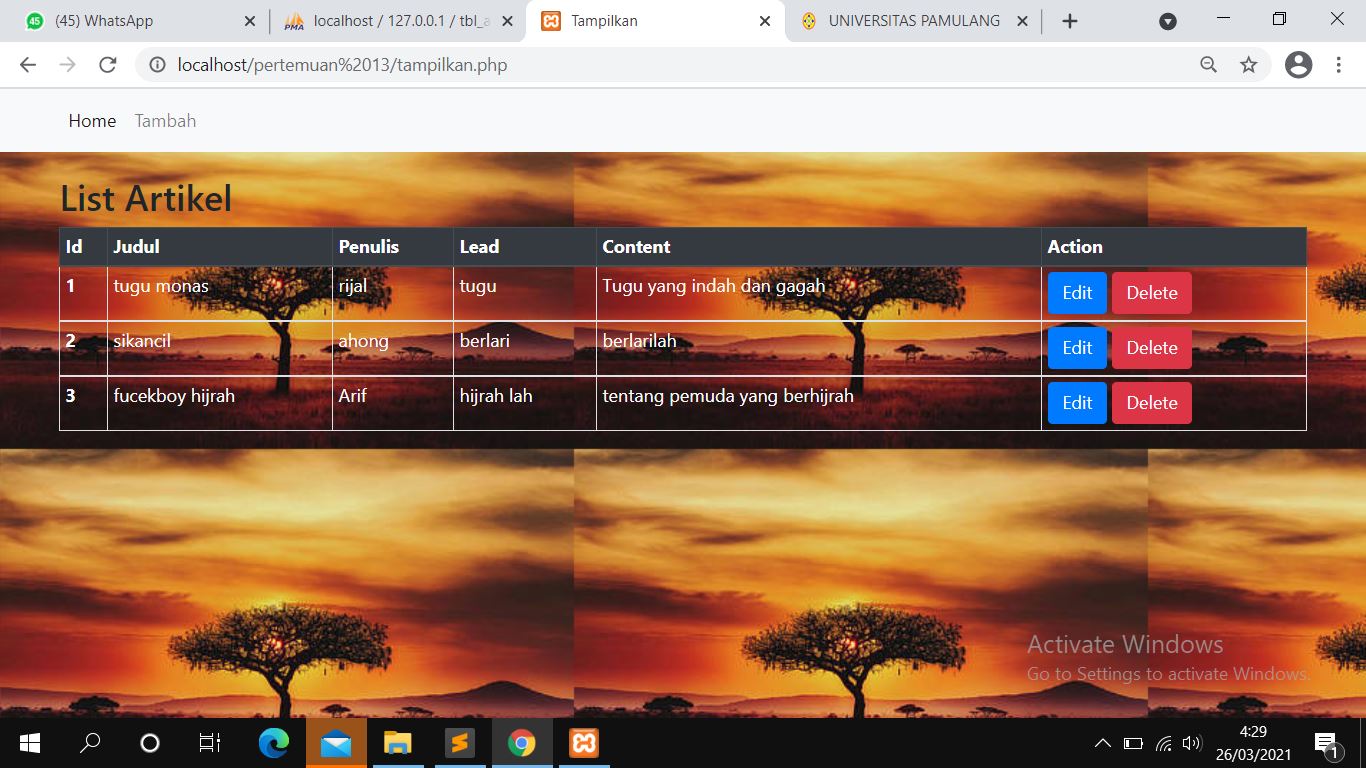 45 (45) WhatsApp
PMA localhost / 127.0.0.1 / tbl_a
Tampilkan
UNIVERSITAS PAMULANG
localhost/pertemuan%2013/tampilkan.php
Home Tambah
List Artikel
Id Judul Penulis Lead Content Action
1 tugu monas rijal tugu Tugu yang indah dan gagah Edit Delete
2 sikancil ahong berlari berlarilah Edit Delete
3 fucekboy hijrah Arif hijrah lah tentang pemuda yang berhijrah Edit Delete
Activate Windows
Go to Settings to activate Windows.
4:29
26/03/2021
1